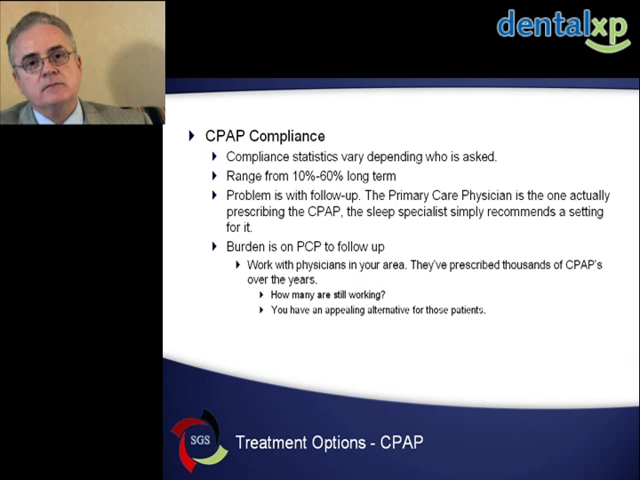 dentalxp
CPAP Compliance
Compliance statistics vary depending who is asked.
Range from 10%-60% long term
Problem is with follow-up. The Primary Care Physician is the one actually
prescribing the CPAP, the sleep specialist simply recommends a setting
for it.
Burden is on PCP to follow up
Work with physicians in your area. They've prescribed thousands of CPAP's
over the years.
How many are still working?
You have an appealing alternative for those patients.
SGS
Treatment Options - CPAP